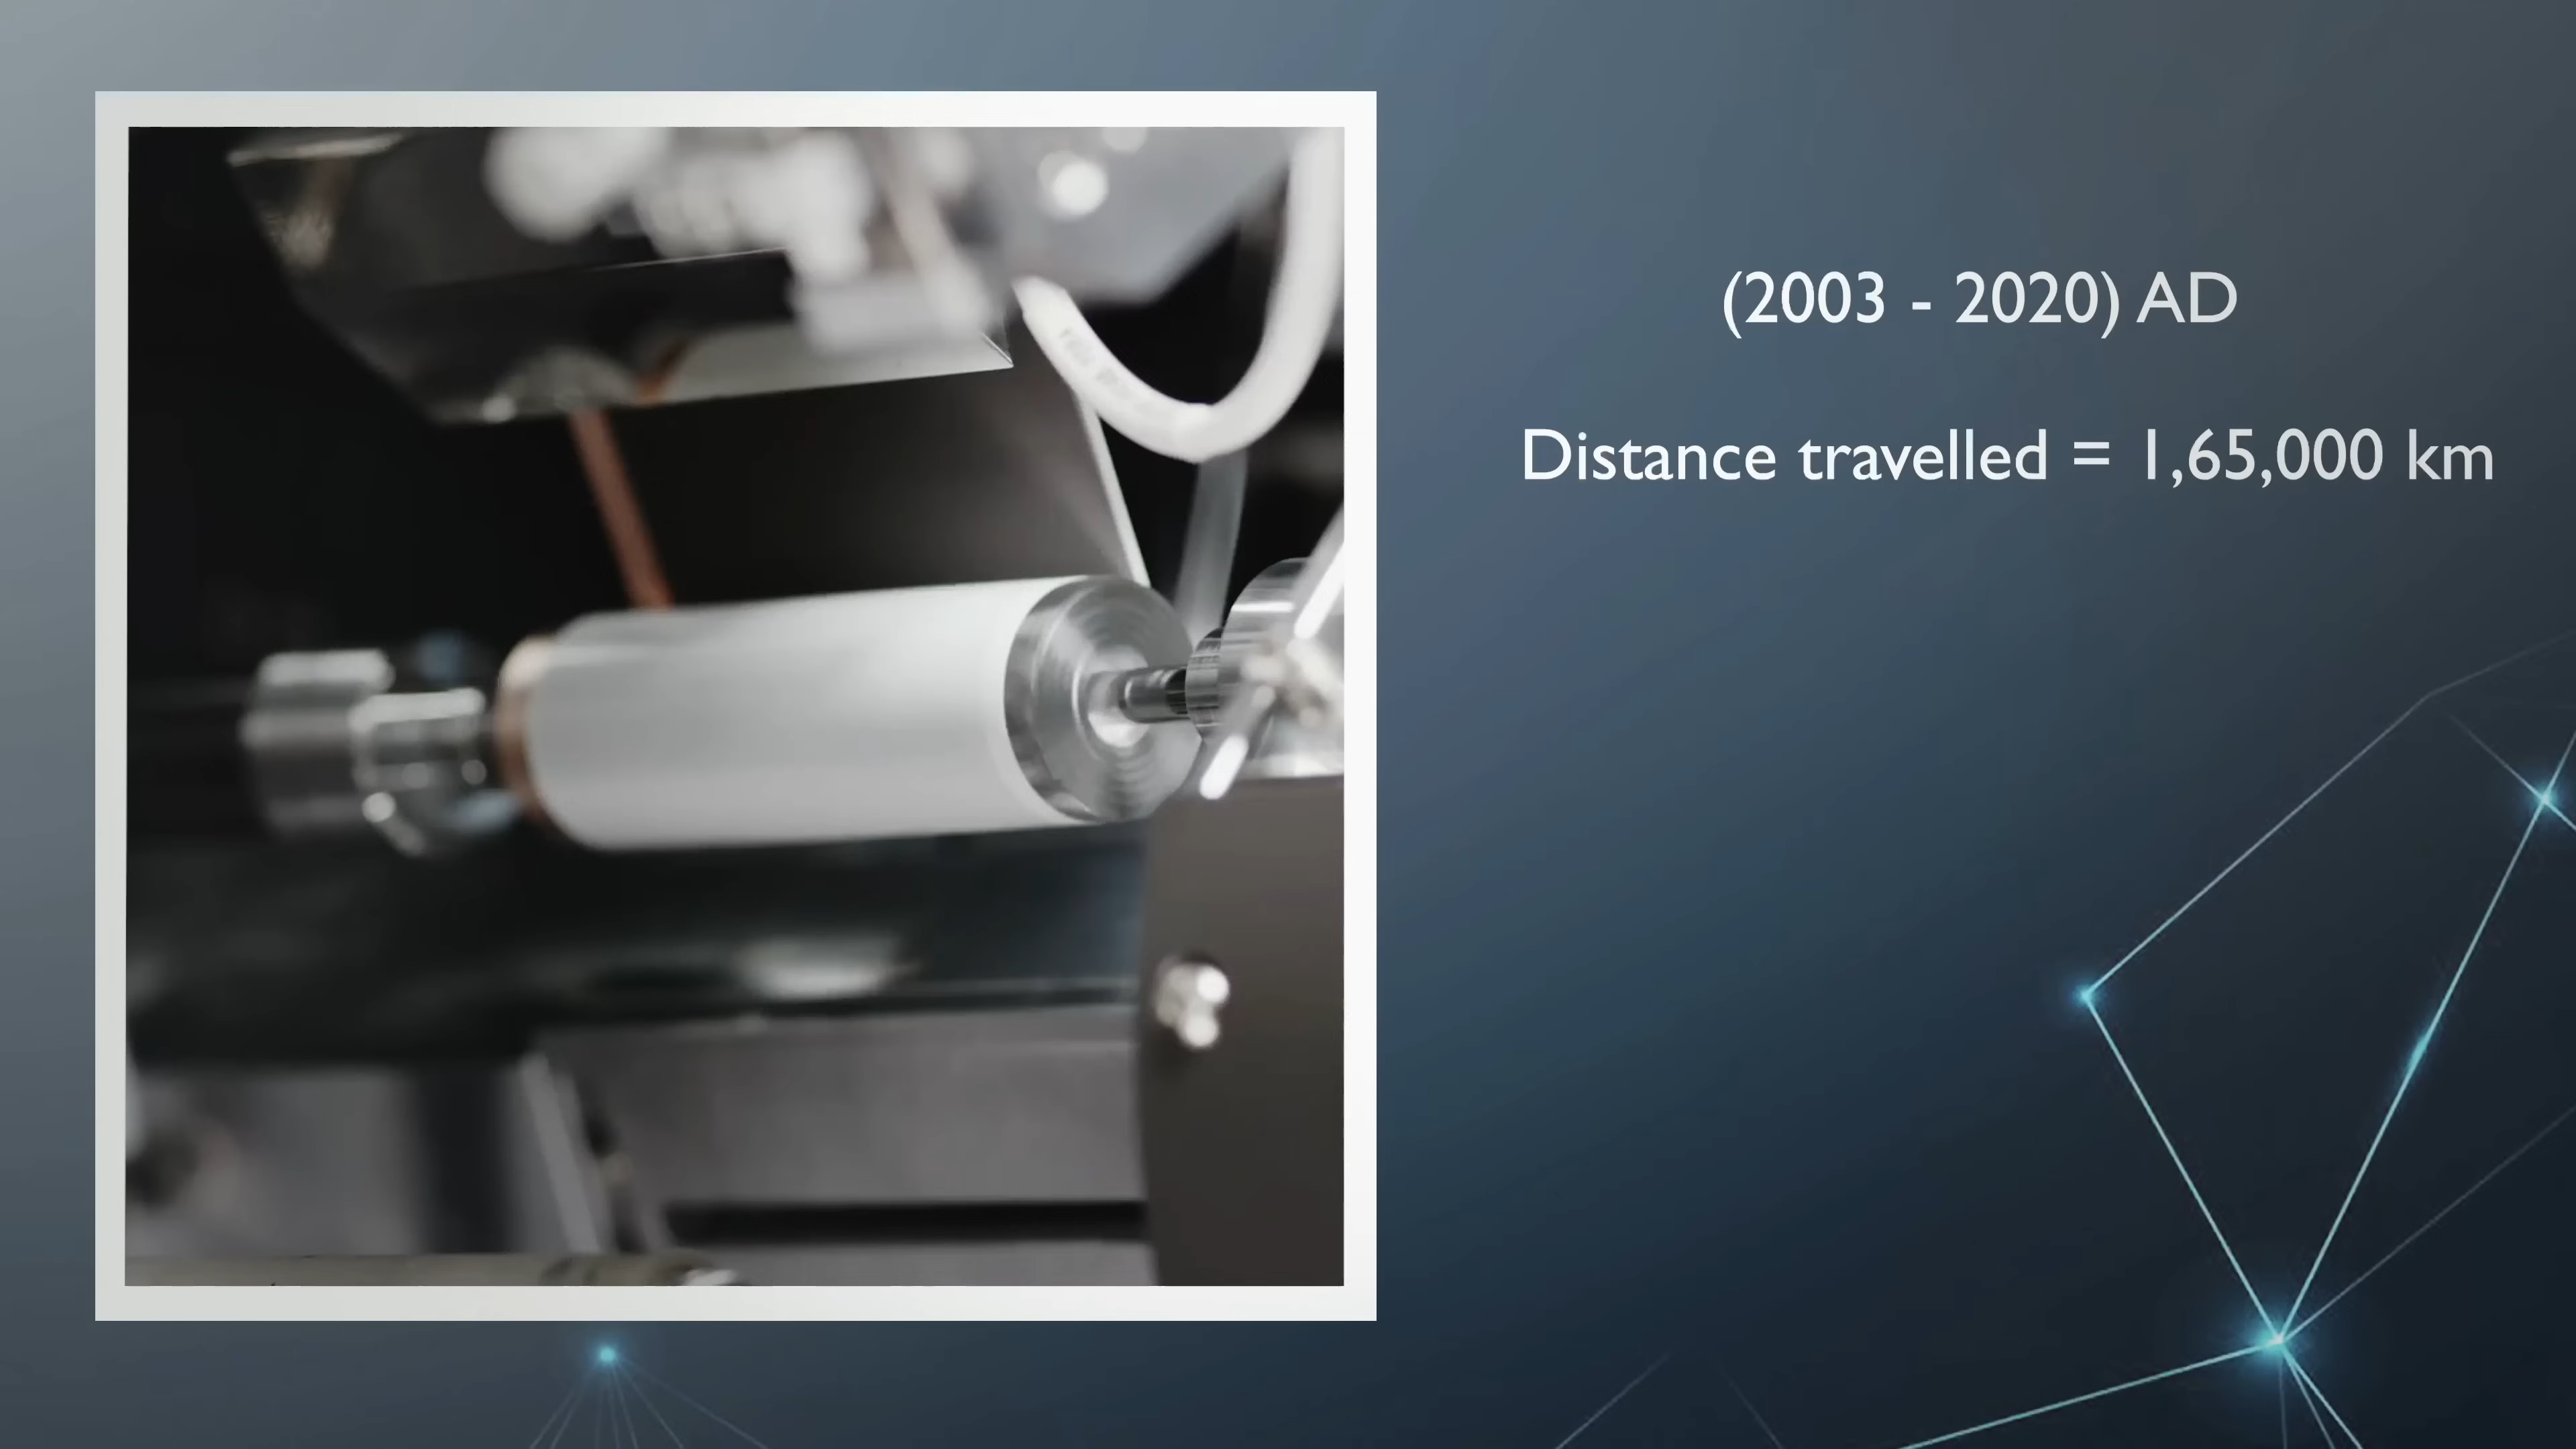 (2003 - 2020) AD
Distance travelled = 1,65,000 km